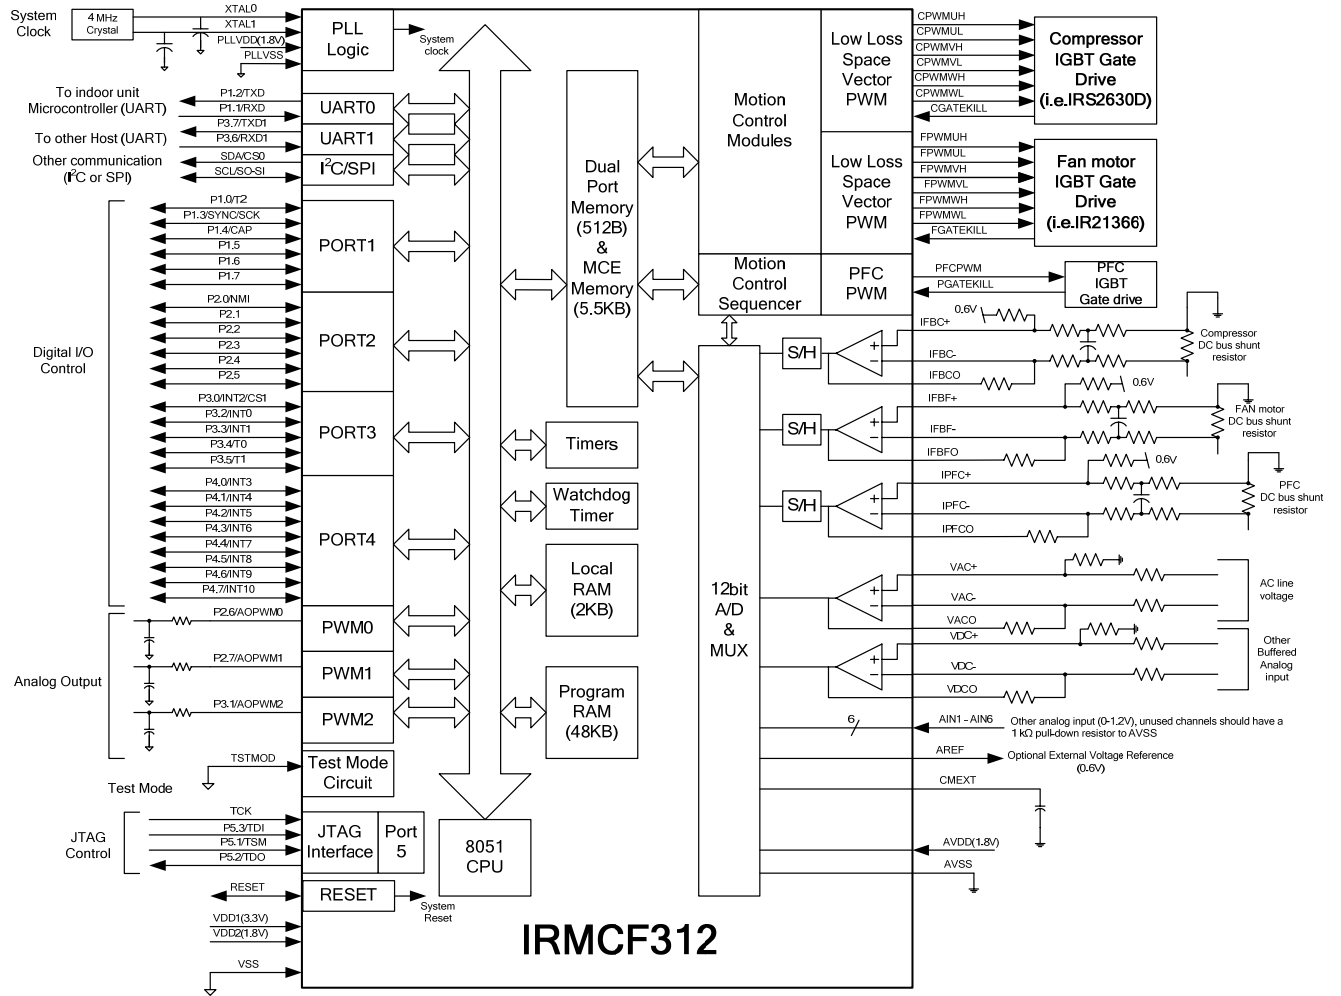 System
Clock
4 MHz
Crystal
XTAL0
XTAL1
PLLVDD(1.8V)
PLLVSS
PLL
Logic
System
clock
To indoor unit
Microcontroller (UART)
P1.2/TXD
P1.1/RXD
UART0
To other Host (UART)
P3.7/TXD1
P3.6/RXD1
UART1
Other communication
(I²C or SPI)
SDA/CS0
SCL/SO-SI
I²C/SPI
Digital I/O
Control
P1.0/T2
P1.3/SYNC/SCK
P1.4/CAP
P1.5
P1.6
P1.7
PORT1
P2.0/NMI
P2.1
P2.2
P2.3
P2.4
P2.5
PORT2
P3.0/INT2/CS1
P3.2/INT0
P3.3/INT1
P3.4/T0
P3.5/T1
PORT3
P4.0/INT3
P4.1/INT4
P4.2/INT5
P4.3/INT6
P4.4/INT7
P4.5/INT8
P4.6/INT9
P4.7/INT10
PORT4
Analog Output
P2.6/AOPWM0
PWM0
P2.7/AOPWM1
PWM1
P3.1/AOPWM2
PWM2
Test Mode
TSTMOD
Test Mode
Circuit
JTAG
Control
TCK
P5.3/TDI
P5.1/TSM
P5.2/TDO
JTAG
Interface
Port
5
RESET
RESET
System
Reset
VDD1(3.3V)
VDD2(1.8V)
VSS
8051
CPU
Dual
Port
Memory
(512B)
&
MCE
Memory
(5.5KB)
Timers
Watchdog
Timer
Local
RAM
(2KB)
Program
RAM
(48KB)
Motion
Control
Modules
Motion
Control
Sequencer
Low Loss
Space
Vector
PWM
Low Loss
Space
Vector
PWM
PFC
PWM
CPWMUH
CPWMUL
CPWMVH
CPWMVL
CPWMWH
CPWMWL
CGATEKILL
Compressor
IGBT Gate
Drive
(i.e.IRS2630D)
FPWMUH
FPWMUL
FPWMVH
FPWMVL
FPWMWH
FPWMWL
FGATEKILL
Fan motor
IGBT Gate
Drive
(i.e.IR21366)
PFCPWM
PGATEKILL
PFC
IGBT
Gate drive
12bit
A/D
&
MUX
S/H
+
−
IFBC+
IFBC-
IFBCO
0.6V
Compressor
DC bus shunt
resistor
S/H
+
−
IFBF+
IFBF-
IFBFO
0.6V
FAN motor
DC bus shunt
resistor
S/H
+
−
IPFC+
IPFC-
IPFCO
0.6V
PFC
DC bus shunt
resistor
+
−
VAC+
VAC-
VACO
AC line
voltage
+
−
VDC+
VDC-
VDCO
Other
Buffered
Analog
input
6
AIN1 - AIN6
Other analog input (0-1.2V), unused channels should have a
1 kΩ pull-down resistor to AVSS
AREF
Optional External Voltage Reference
(0.6V)
CMEXT
AVDD(1.8V)
AVSS
IRMCF312